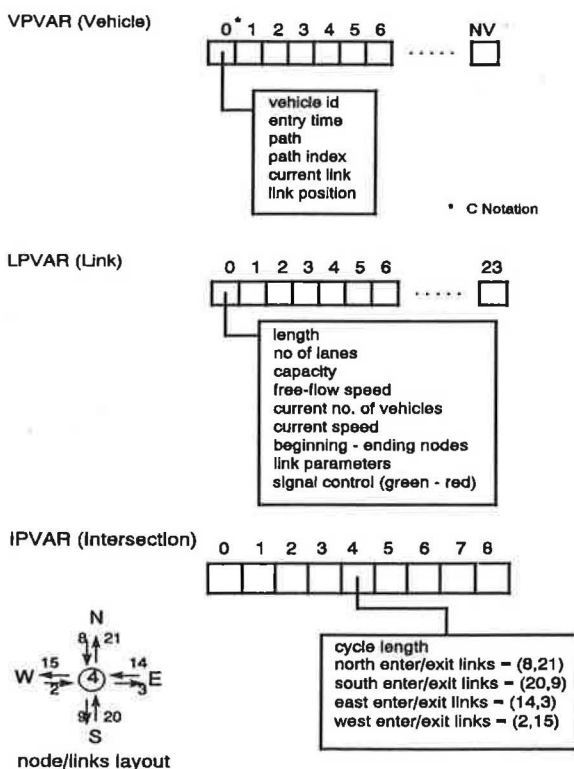 VPVAR (Vehicle)
0* 1 2 3 4 5 6 ..... NV
vehicle id
entry time
path
path index
current link
link position
* C Notation
LPVAR (Link)
0 1 2 3 4 5 6 ..... 23
length
no of lanes
capacity
free-flow speed
current no. of vehicles
current speed
beginning - ending nodes
link parameters
signal control (green - red)
IPVAR (Intersection)
0 1 2 3 4 5 6 7 8
cycle length
north enter/exit links = (8,21)
south enter/exit links = (20,9)
east enter/exit links = (14,3)
west enter/exit links = (2,15)
N
8 21
15 14
W 4 E
2 3
9 20
S
node/links layout